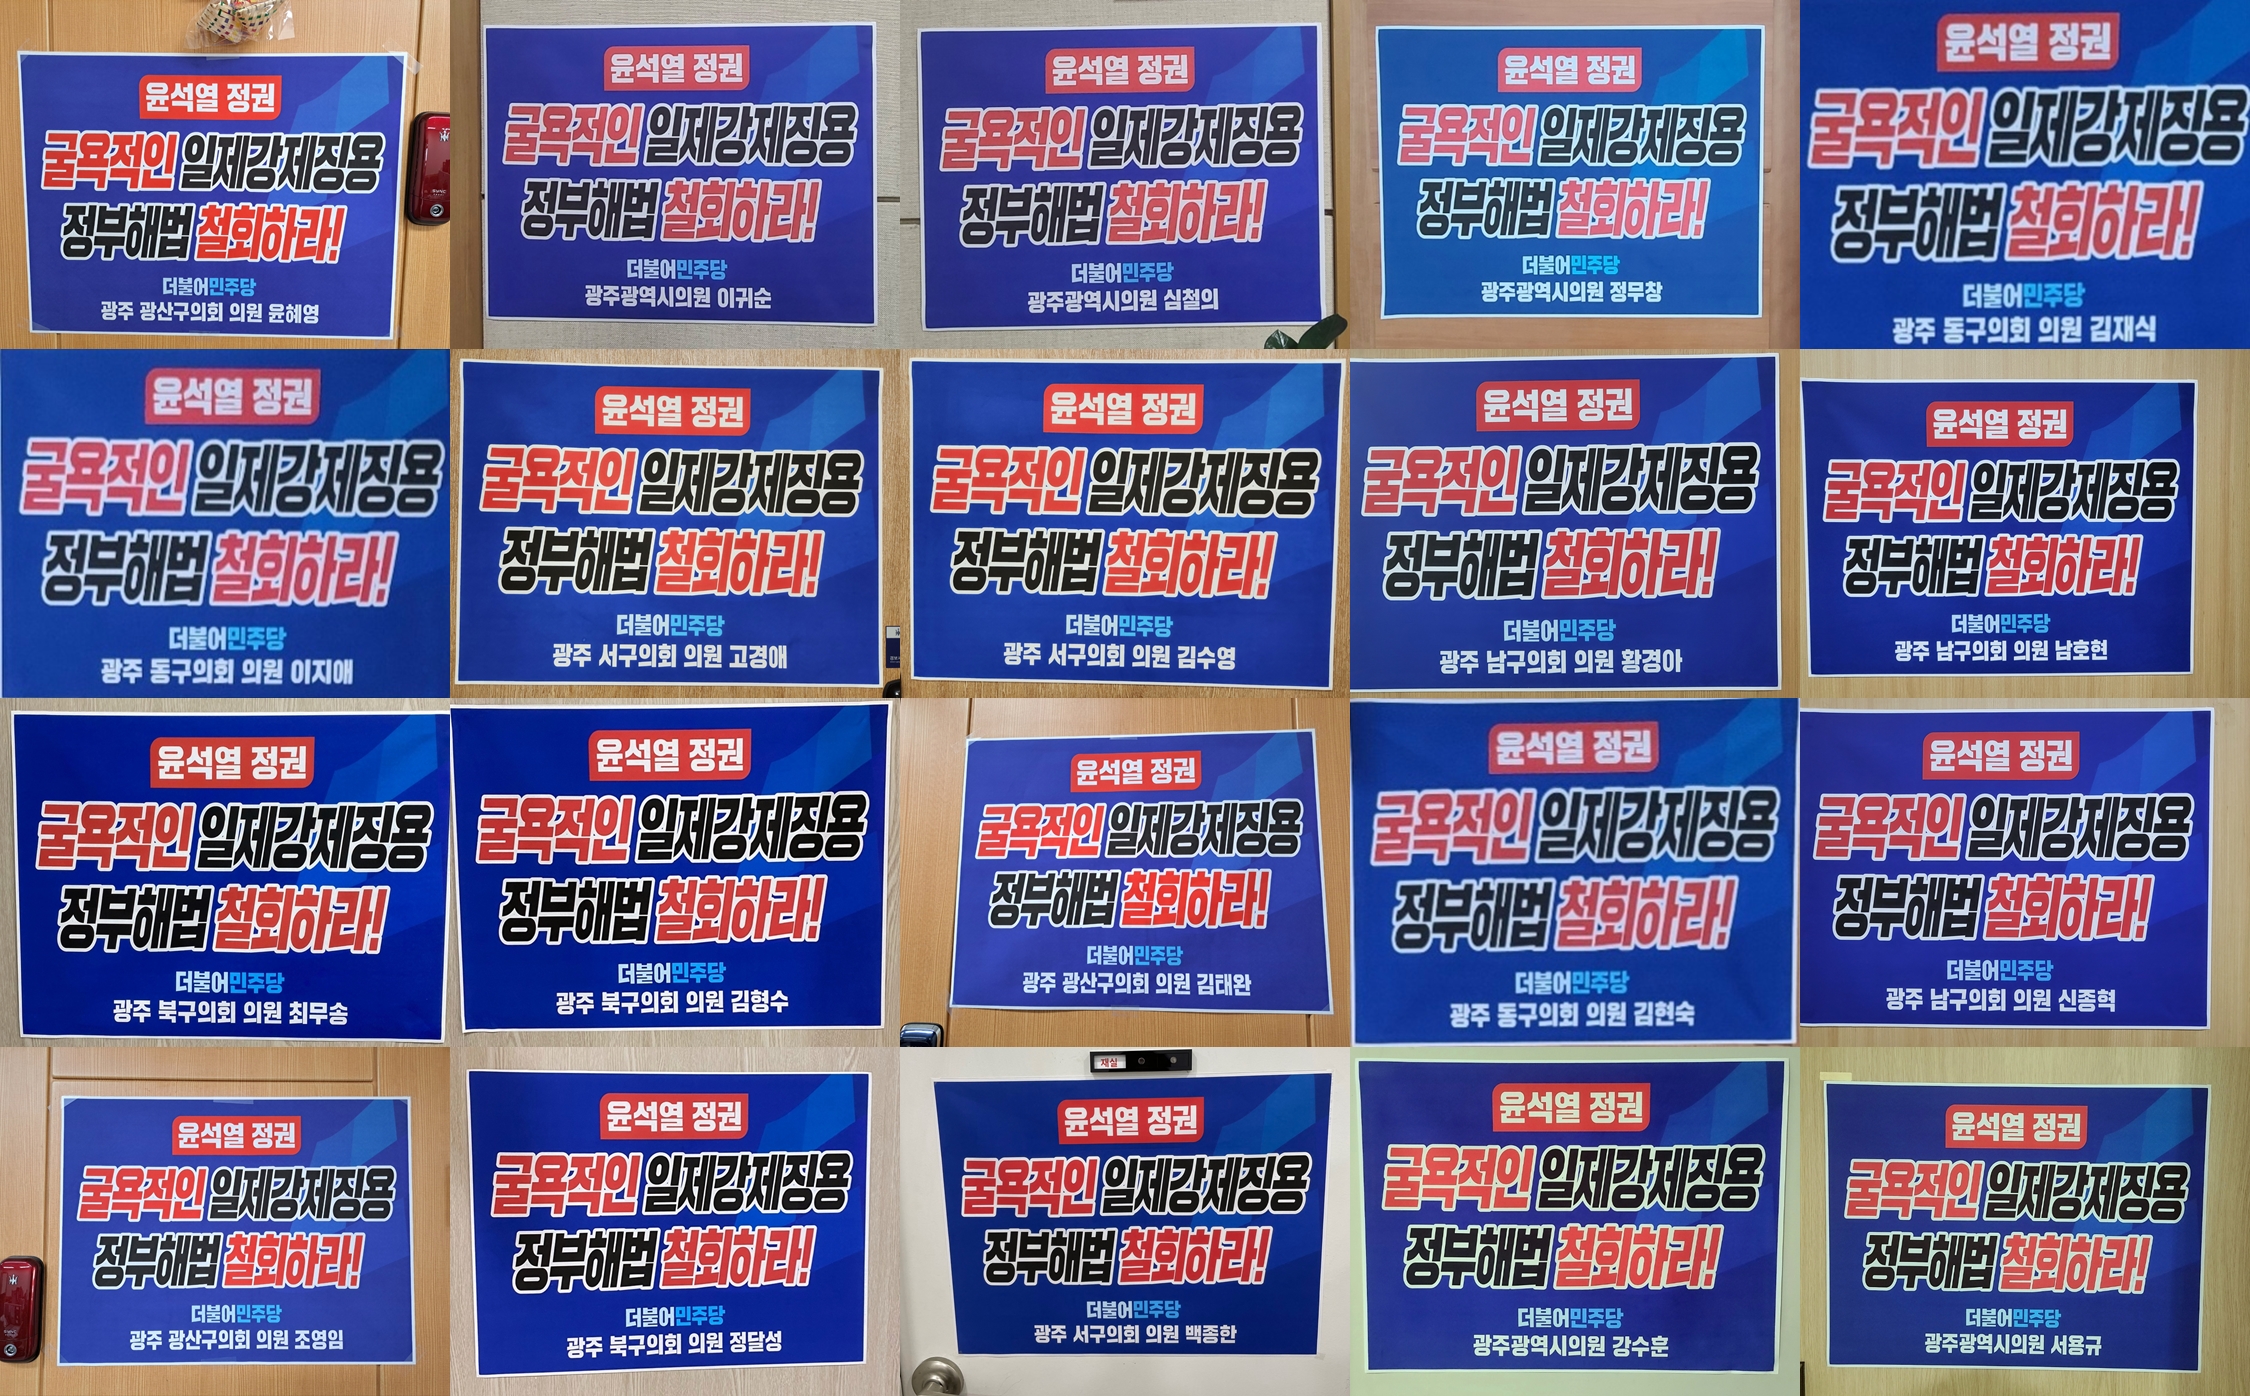 윤석열 정권
굴욕적인 일제강제징용
정부해법 철회하라!
더불어민주당
광주 광산구의회 의원 윤혜영
윤석열 정권
굴욕적인 일제강제징용
정부해법 철회하라!
더불어민주당
광주광역시의원 이귀순
윤석열 정권
굴욕적인 일제강제징용
정부해법 철회하라!
더불어민주당
광주광역시의원 심철의
윤석열 정권
굴욕적인 일제강제징용
정부해법 철회하라!
더불어민주당
광주광역시의원 정무창
윤석열 정권
굴욕적인 일제강제징용
정부해법 철회하라!
더불어민주당
광주 동구의회 의원 김재식
윤석열 정권
굴욕적인 일제강제징용
정부해법 철회하라!
더불어민주당
광주 동구의회 의원 이지애
윤석열 정권
굴욕적인 일제강제징용
정부해법 철회하라!
더불어민주당
광주 서구의회 의원 고경애
윤석열 정권
굴욕적인 일제강제징용
정부해법 철회하라!
더불어민주당
광주 서구의회 의원 김수영
윤석열 정권
굴욕적인 일제강제징용
정부해법 철회하라!
더불어민주당
광주 남구의회 의원 황경아
윤석열 정권
굴욕적인 일제강제징용
정부해법 철회하라!
더불어민주당
광주 남구의회 의원 남호현
윤석열 정권
굴욕적인 일제강제징용
정부해법 철회하라!
더불어민주당
광주 북구의회 의원 최무송
윤석열 정권
굴욕적인 일제강제징용
정부해법 철회하라!
더불어민주당
광주 북구의회 의원 김형수
윤석열 정권
굴욕적인 일제강제징용
정부해법 철회하라!
더불어민주당
광주 광산구의회 의원 김태완
윤석열 정권
굴욕적인 일제강제징용
정부해법 철회하라!
더불어민주당
광주 동구의회 의원 김현숙
윤석열 정권
굴욕적인 일제강제징용
정부해법 철회하라!
더불어민주당
광주 남구의회 의원 신종혁
윤석열 정권
굴욕적인 일제강제징용
정부해법 철회하라!
더불어민주당
광주 광산구의회 의원 조영임
윤석열 정권
굴욕적인 일제강제징용
정부해법 철회하라!
더불어민주당
광주 북구의회 의원 정달성
재실
윤석열 정권
굴욕적인 일제강제징용
정부해법 철회하라!
더불어민주당
광주 서구의회 의원 백종한
윤석열 정권
굴욕적인 일제강제징용
정부해법 철회하라!
더불어민주당
광주광역시의원 강수훈
윤석열 정권
굴욕적인 일제강제징용
정부해법 철회하라!
더불어민주당
광주광역시의원 서용규